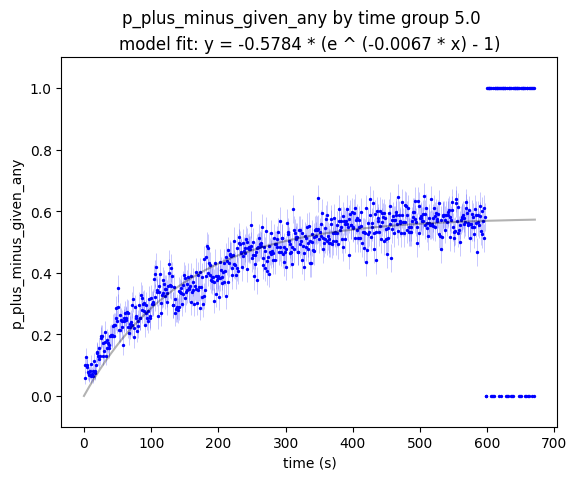 p_plus_minus_given_any by time group 5.0
model fit: y = -0.5784 * (e ^ (-0.0067 * x) - 1)
1.0
0.8
0.6
0.4
0.2
0.0
p_plus_minus_given_any
0 100 200 300 400 500 600 700
time (s)